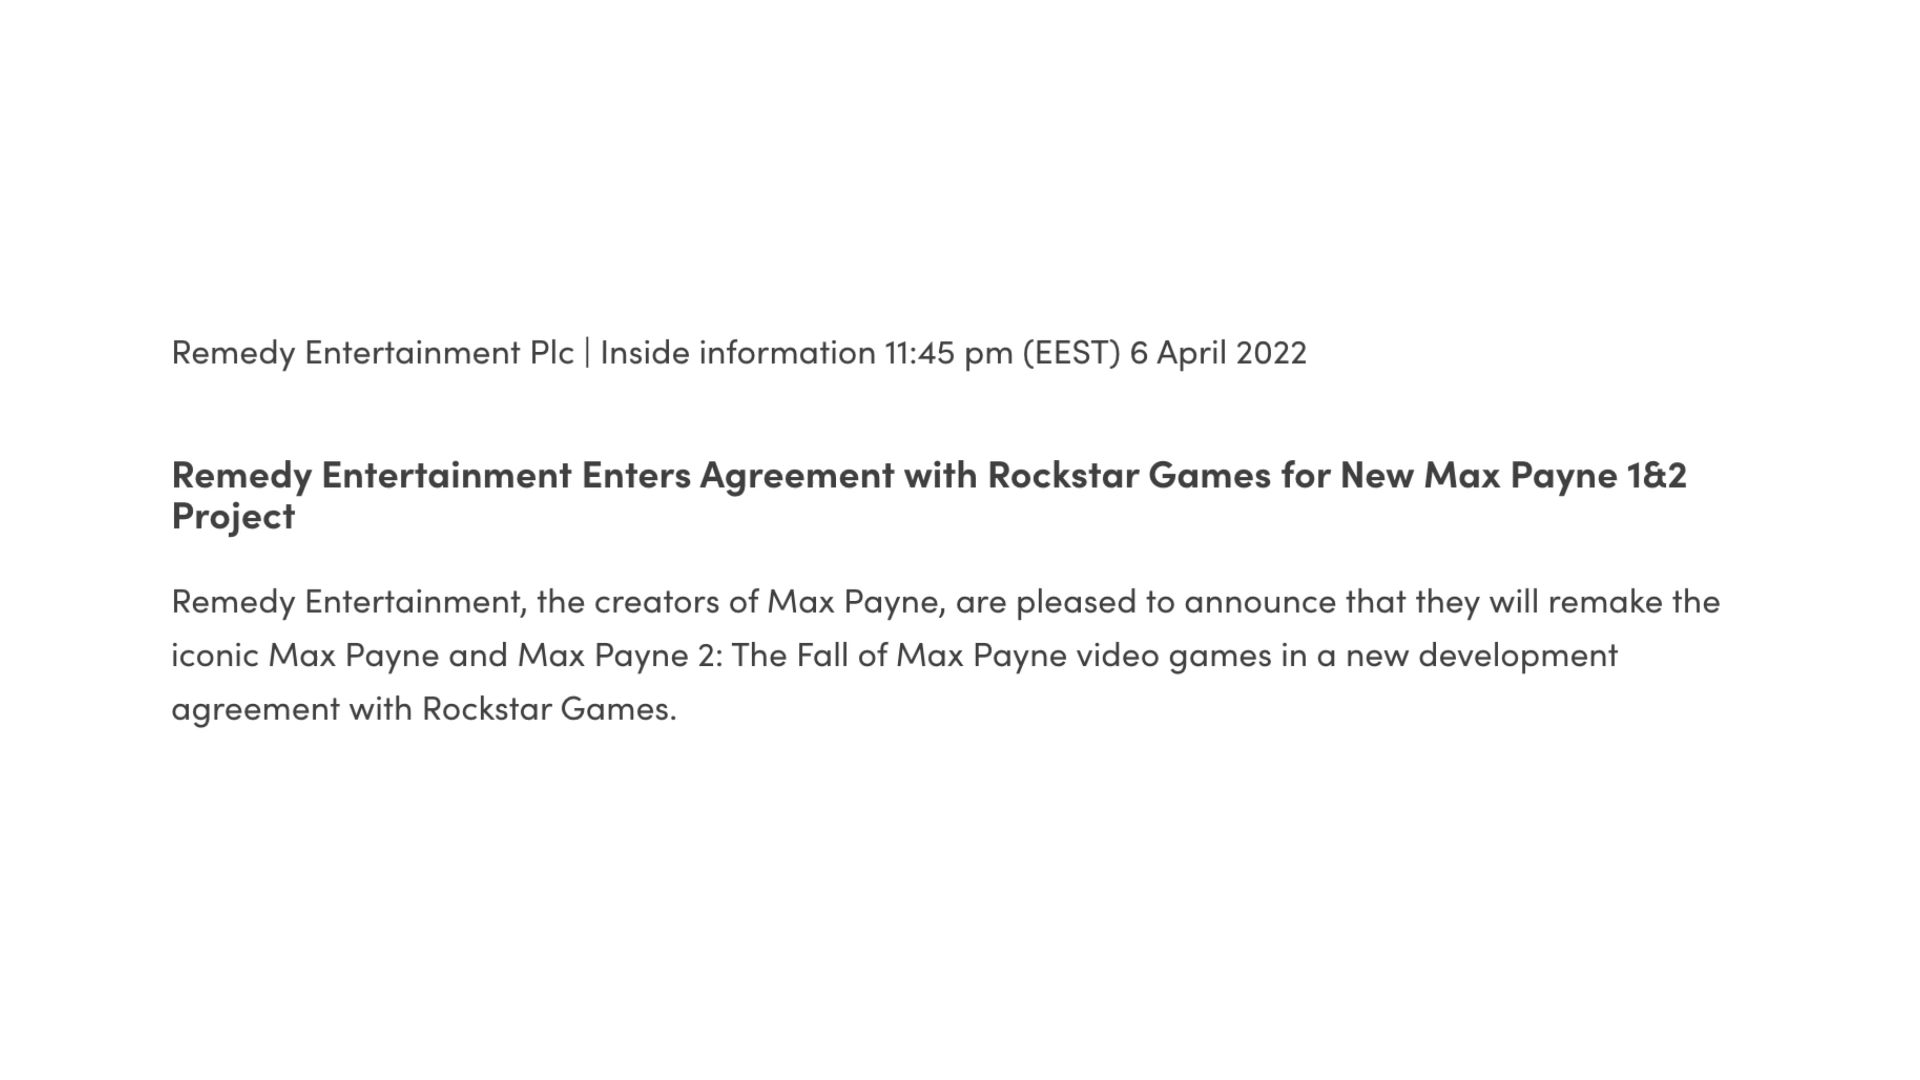 Remedy Entertainment Plc | Inside information 11:45 pm (EEST) 6 April 2022
Remedy Entertainment Enters Agreement with Rockstar Games for New Max Payne 1&2
Project
Remedy Entertainment, the creators of Max Payne, are pleased to announce that they will remake the
iconic Max Payne and Max Payne 2: The Fall of Max Payne video games in a new development
agreement with Rockstar Games.